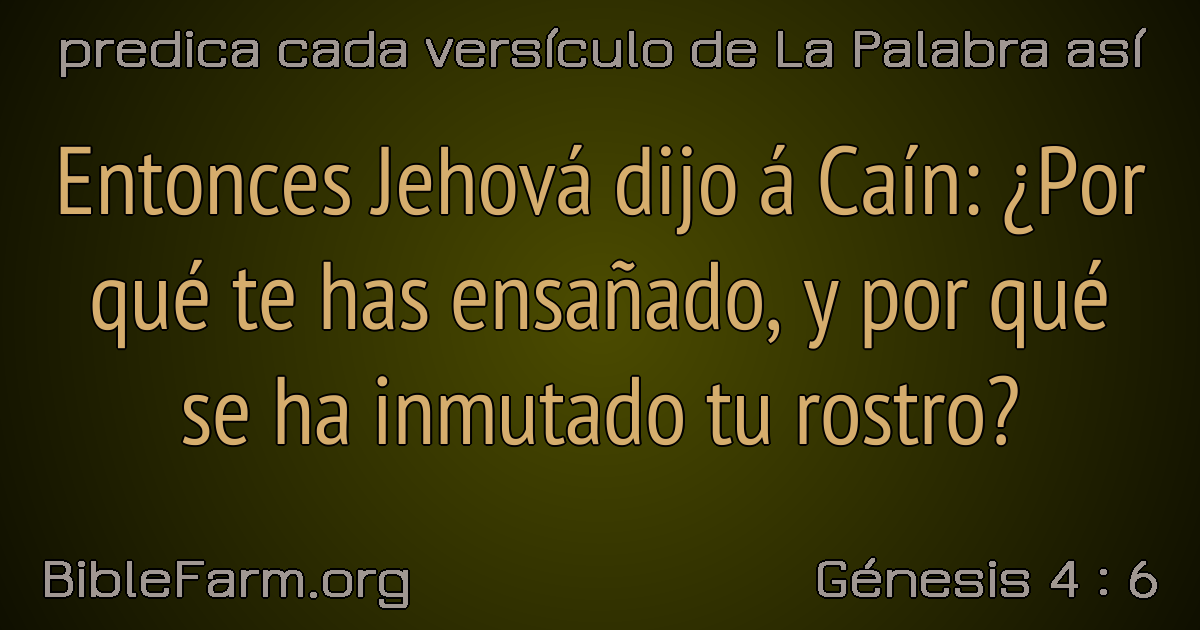 predica cada versículo de La Palabra así
Entonces Jehová dijo á Caín: ¿Por
qué te has ensañado, y por qué
se ha inmutado tu rostro?
BibleFarm.org
Génesis 4 : 6